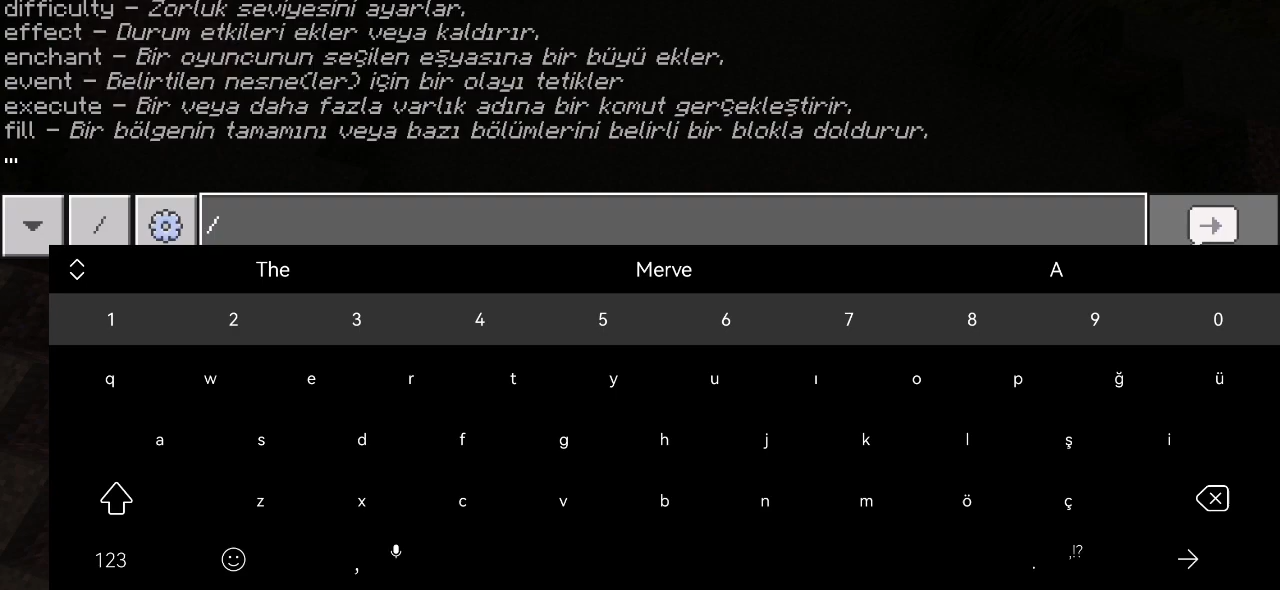 difficulty – Zorluk seviyesini ayarlar.
effect – Durum etkileri ekler veya kaldırır.
enchant – Bir oyuncunun seçilen eşyasına bir büyü ekler.
event – Belirtilen nesne(ler) için bir olayı tetikler
execute – Bir veya daha fazla varlık adına bir komut gerçekleştirir.
fill – Bir bölgenin tamamını veya bazı bölümlerini belirli bir blokla doldurur.
...
/ /
The Merve A
1 2 3 4 5 6 7 8 9 0
q w e r t y u ı o p ğ ü
a s d f g h j k l ş i
z x c v b n m ö ç
123 , . ,!?